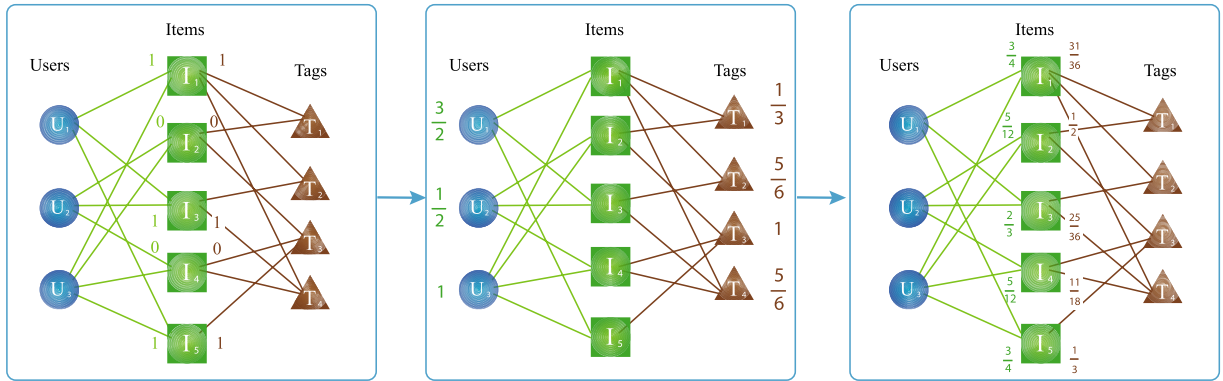 Items
Users
Tags
1 I1 1
U1
T1
0 I2 0
U2
T2
1 I3 1
T3
0 I4 0
U3
T4
1 I5 1
Items
Users
Tags
I1
3/2 U1
T1 1/3
I2
T2 5/6
1/2 U2
I3
T3 1
I4
1 U3
T4 5/6
I5
Items
Users
Tags
3/4 I1 31/36
U1
T1
5/12 I2 1/2
T2
U2
2/3 I3 25/36
T3
U3
5/12 I4 11/18
T4
3/4 I5 1/3